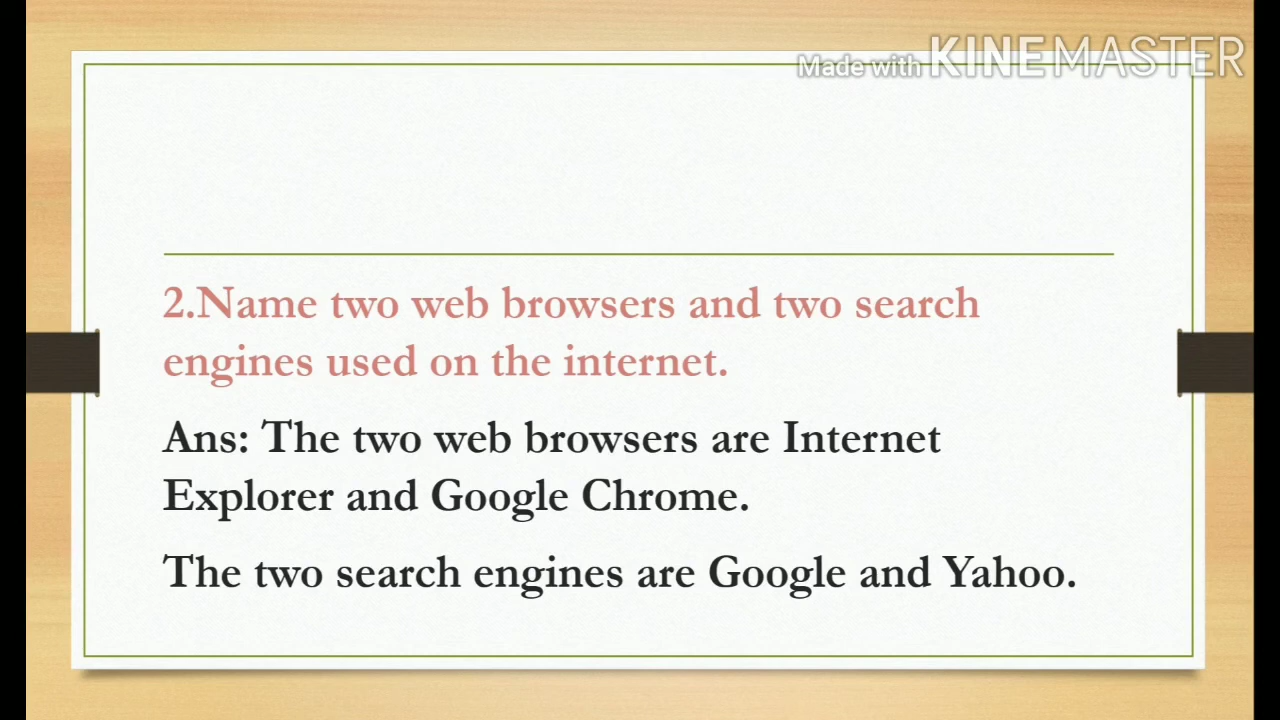 Made with KINEMASTER
2.Name two web browsers and two search
engines used on the internet.
Ans: The two web browsers are Internet
Explorer and Google Chrome.
The two search engines are Google and Yahoo.